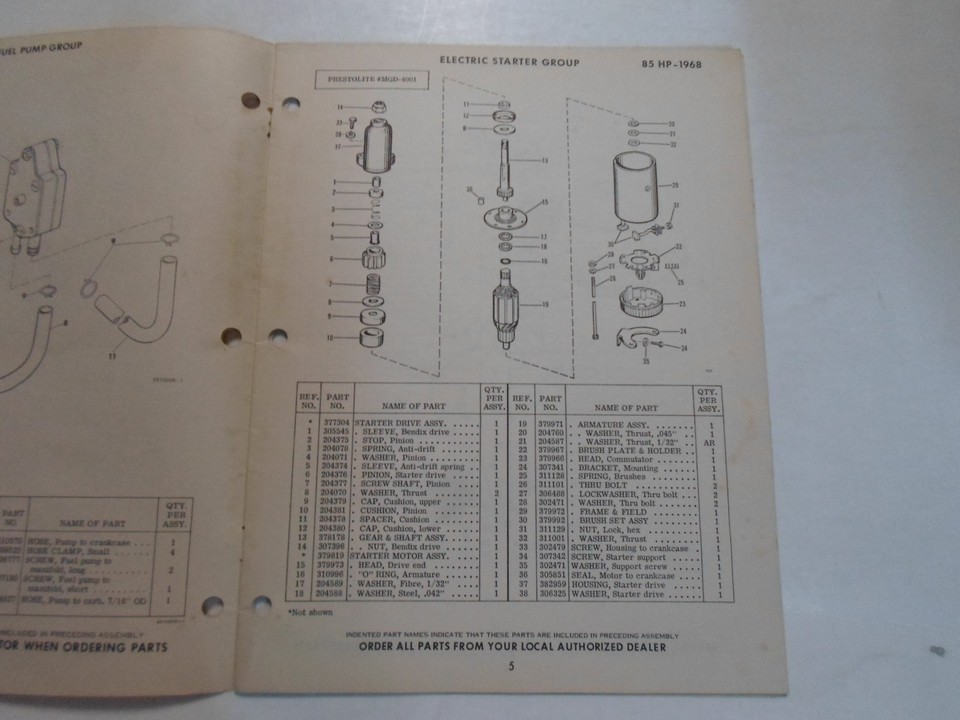 FUEL PUMP GROUP
8
13
PART NO. NAME OF PART QTY. PER ASSY.
HOSE, Pump to crankcase . . . 1
HOSE CLAMP, Small . . . . . 4
SCREW, Fuel pump to
manifold, long . . . . . . . . . 2
SCREW, Fuel pump to
manifold, short . . . . . . . . 1
HOSE, Pump to carb. 7/16" OD 1
INCLUDED IN PRECEDING ASSEMBLY
TOR WHEN ORDERING PARTS
ELECTRIC STARTER GROUP
85 HP-1968
PRESTOLITE #MGD-4001
REF. NO. PART NO. NAME OF PART QTY. PER ASSY. REF. NO. PART NO. NAME OF PART QTY. PER ASSY.
* 377304 STARTER DRIVE ASSY. . . . . . 1 19 379971 . ARMATURE ASSY. . . . . . 1
1 305545 . SLEEVE, Bendix drive . . . . . 1 20 204760 . . WASHER, Thrust, .045" . . 1
2 204375 . STOP, Pinion . . . . . . . . . . 1 21 204587 . . WASHER, Thrust, 1/32" . . AR
3 204070 . SPRING, Anti-drift . . . . . . 1 22 379967 . BRUSH PLATE & HOLDER . . 1
4 204071 . WASHER, Pinion . . . . . . . . 1 23 379966 . HEAD, Commutator . . . . . 1
5 204374 . SLEEVE, Anti-drift spring . . 1 24 307341 . BRACKET, Mounting . . . . . 1
6 204376 . PINION, Starter drive . . . . . 1 25 311128 . SPRING, Brushes . . . . . . 1
7 204377 . SCREW SHAFT, Pinion . . . . 1 26 311101 . THRU BOLT . . . . . . . . . 2
8 204070 . WASHER, Thrust . . . . . . . . 2 27 306488 . LOCKWASHER, Thru bolt . . . 2
9 204379 . CAP, Cushion, upper . . . . . 1 28 302471 . WASHER, Thru bolt . . . . . 2
10 204381 . CUSHION, Pinion . . . . . . . 1 29 379972 . FRAME & FIELD . . . . . . . 1
11 204378 . SPACER, Cushion . . . . . . . 1 30 379992 . BRUSH SET ASSY . . . . . . 1
12 204380 . CAP, Cushion, lower . . . . . 1 31 311129 . NUT, Lock, hex . . . . . . . 1
13 378178 . GEAR & SHAFT ASSY. . . . . 1 32 311001 . WASHER, Thrust . . . . . . . 1
14 307396 . . NUT, Bendix drive . . . . . . 1 33 302479 SCREW, Housing to crankcase . . 1
* 379819 STARTER MOTOR ASSY. . . . . 1 34 307342 SCREW, Starter support . . . . 1
15 379973 . HEAD, Drive end . . . . . . . 1 35 302471 WASHER, Support screw . . . . 1
16 310996 . "O" RING, Armature . . . . . 1 36 305851 SEAL, Motor to crankcase . . . 1
17 204589 . WASHER, Fibre, 1/32" . . . . 1 37 382959 HOUSING, Starter drive . . . . 1
18 204588 . WASHER, Steel, .042" . . . . 1 38 306325 WASHER, Starter drive . . . . . 1
*Not shown
INDENTED PART NAMES INDICATE THAT THESE PARTS ARE INCLUDED IN PRECEDING ASSEMBLY
ORDER ALL PARTS FROM YOUR LOCAL AUTHORIZED DEALER
5